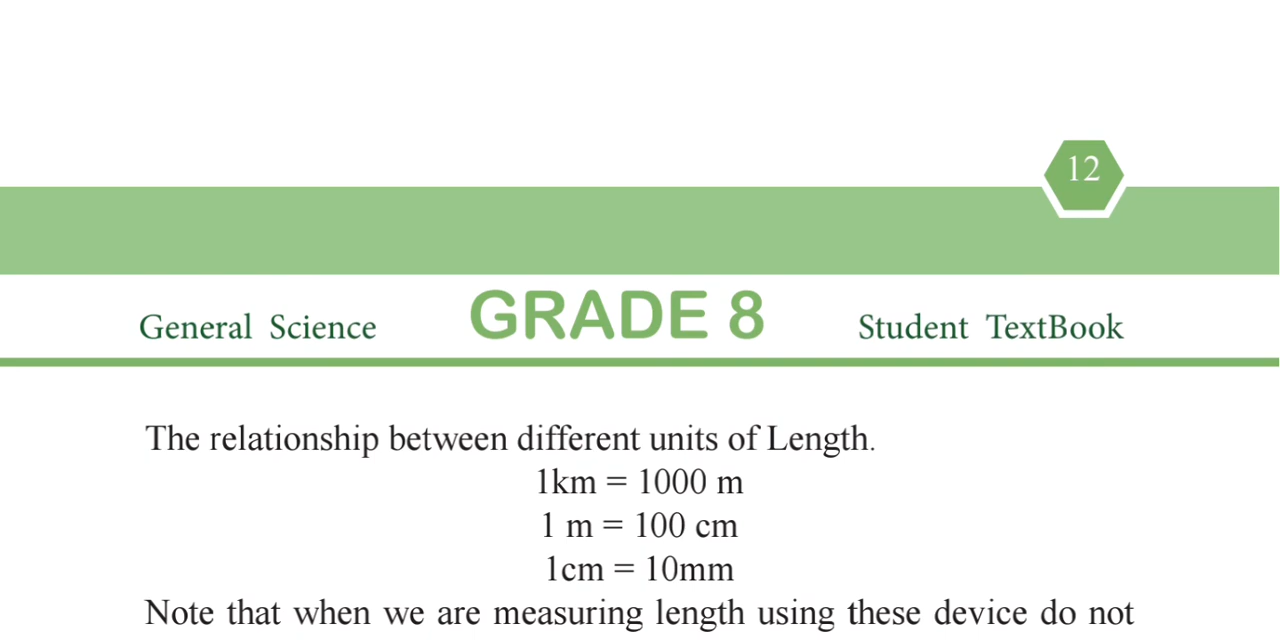 12
General Science GRADE 8 Student TextBook
The relationship between different units of Length.
1km = 1000 m
1 m = 100 cm
1cm = 10mm
Note that when we are measuring length using these device do not